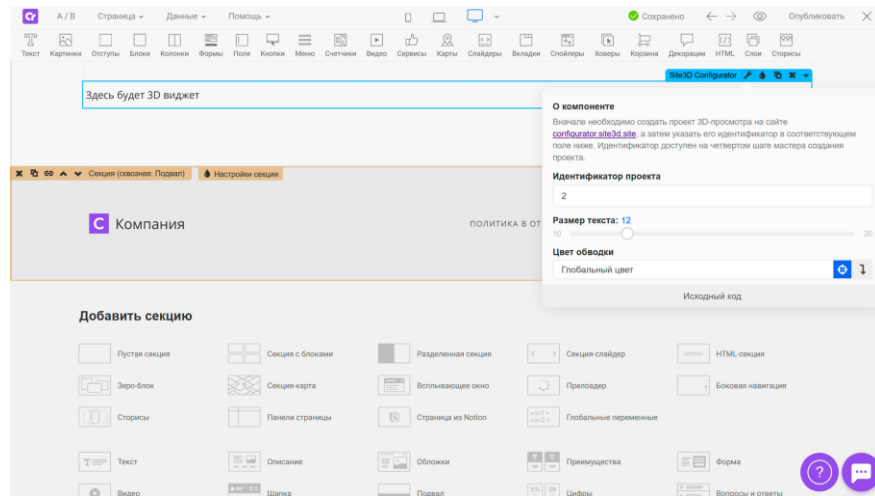 Cr A / B Страница Данные Помощь Сохранено Опубликовать
Текст Картинки Отступы Блоки Колонки Формы Поля Кнопки Меню Счетчики Видео Сервисы Карты Слайдеры Вкладки Спойлеры Ховеры Корзина Декорации HTML Слои Сторисы
Site3D Configurator
Здесь будет 3D виджет
О компоненте
Вначале необходимо создать проект 3D-просмотра на сайте
configurator.site3d.site, а затем указать его идентификатор в соответствующем
поле ниже. Идентификатор доступен на четвертом шаге мастера создания
проекта.
Идентификатор проекта
2
Размер текста: 12
10 20
Цвет обводки
Глобальный цвет
Исходный код
Секция (сквозная: Подвал) Настройки секции
C Компания
ПОЛИТИКА В ОТ
Добавить секцию
Пустая секция Секция с блоками Разделенная секция Секция-слайдер HTML-секция
Зеро-блок Секция-карта Всплывающее окно Прелоадер Боковая навигация
Сторисы Панели страницы Страница из Notion Глобальные переменные
Текст Описание Обложки Преимущества Форма
Видео Шапка Подвал Цифры Вопросы и ответы